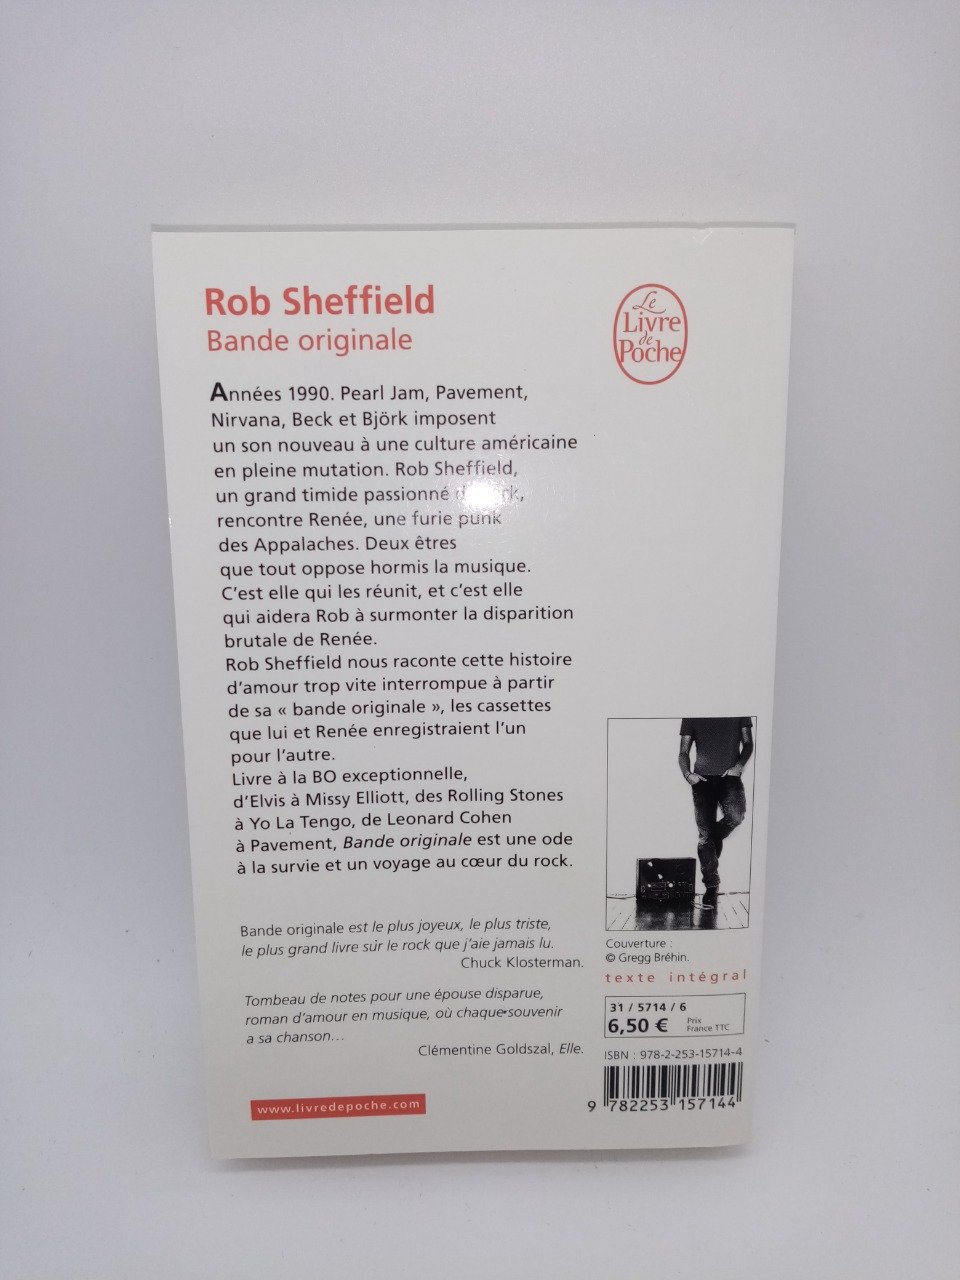 Rob Sheffield
Bande originale
Le
Livre
de
Poche
Années 1990. Pearl Jam, Pavement,
Nirvana, Beck et Björk imposent
un son nouveau à une culture américaine
en pleine mutation. Rob Sheffield,
un grand timide passionné de rock,
rencontre Renée, une furie punk
des Appalaches. Deux êtres
que tout oppose hormis la musique.
C'est elle qui les réunit, et c'est elle
qui aidera Rob à surmonter la disparition
brutale de Renée.
Rob Sheffield nous raconte cette histoire
d'amour trop vite interrompue à partir
de sa « bande originale », les cassettes
que lui et Renée enregistraient l'un
pour l'autre.
Livre à la BO exceptionnelle,
d'Elvis à Missy Elliott, des Rolling Stones
à Yo La Tengo, de Leonard Cohen
à Pavement, Bande originale est une ode
à la survie et un voyage au cœur du rock.
Bande originale est le plus joyeux, le plus triste,
le plus grand livre sur le rock que j'aie jamais lu.
Chuck Klosterman.
Tombeau de notes pour une épouse disparue,
roman d'amour en musique, où chaque souvenir
a sa chanson...
Clémentine Goldszal, Elle.
www.livredepoche.com
Couverture :
© Gregg Bréhin.
texte intégral
31 / 5714 / 6
6,50 € Prix
France TTC
ISBN : 978-2-253-15714-4
9 782253 157144